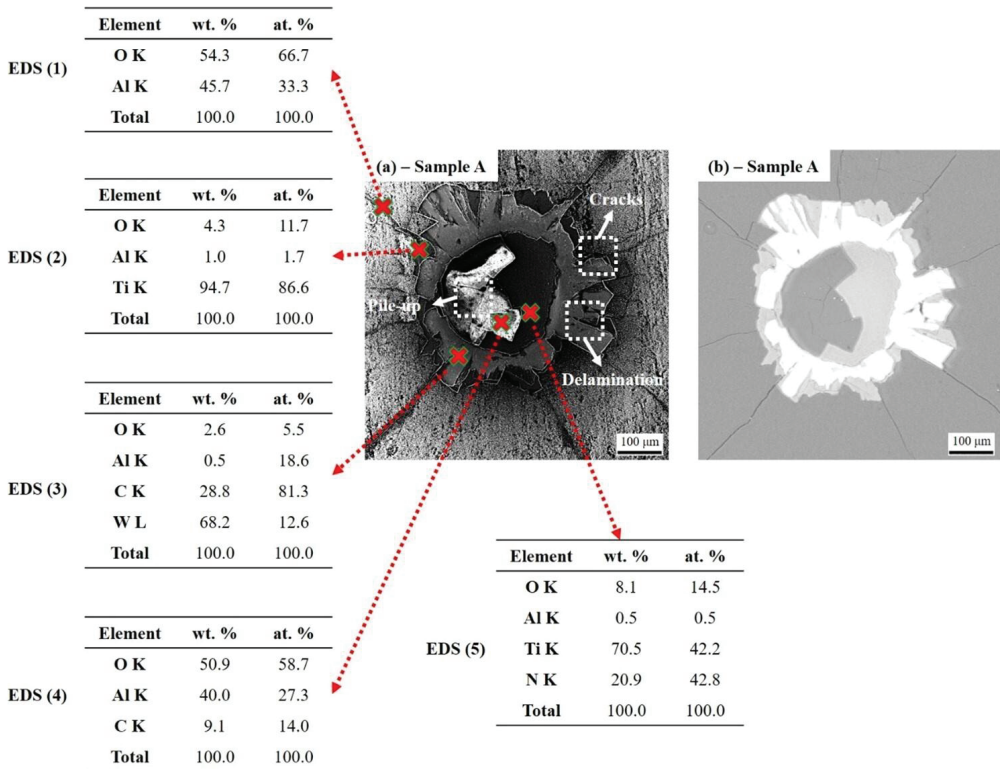 EDS (1)
Element wt. % at. %
O K 54.3 66.7
Al K 45.7 33.3
Total 100.0 100.0
EDS (2)
Element wt. % at. %
O K 4.3 11.7
Al K 1.0 1.7
Ti K 94.7 86.6
Total 100.0 100.0
EDS (3)
Element wt. % at. %
O K 2.6 5.5
Al K 0.5 18.6
C K 28.8 81.3
W L 68.2 12.6
Total 100.0 100.0
EDS (4)
Element wt. % at. %
O K 50.9 58.7
Al K 40.0 27.3
C K 9.1 14.0
Total 100.0 100.0
(a) – Sample A
Cracks
Pile-up
Delamination
100 µm
(b) – Sample A
100 µm
EDS (5)
Element wt. % at. %
O K 8.1 14.5
Al K 0.5 0.5
Ti K 70.5 42.2
N K 20.9 42.8
Total 100.0 100.0